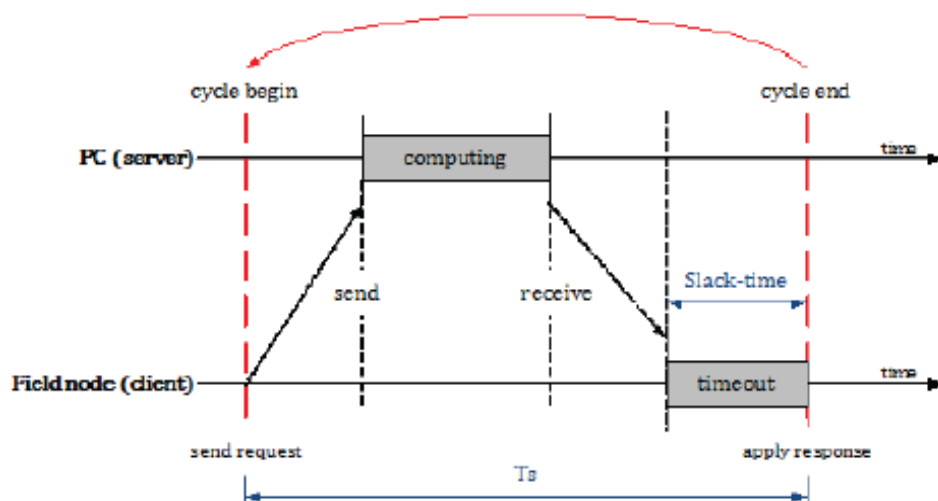 cycle begin
cycle end
PC (server)
computing
time
send
receive
Slack-time
Field node (client)
timeout
time
send request
apply response
Ts